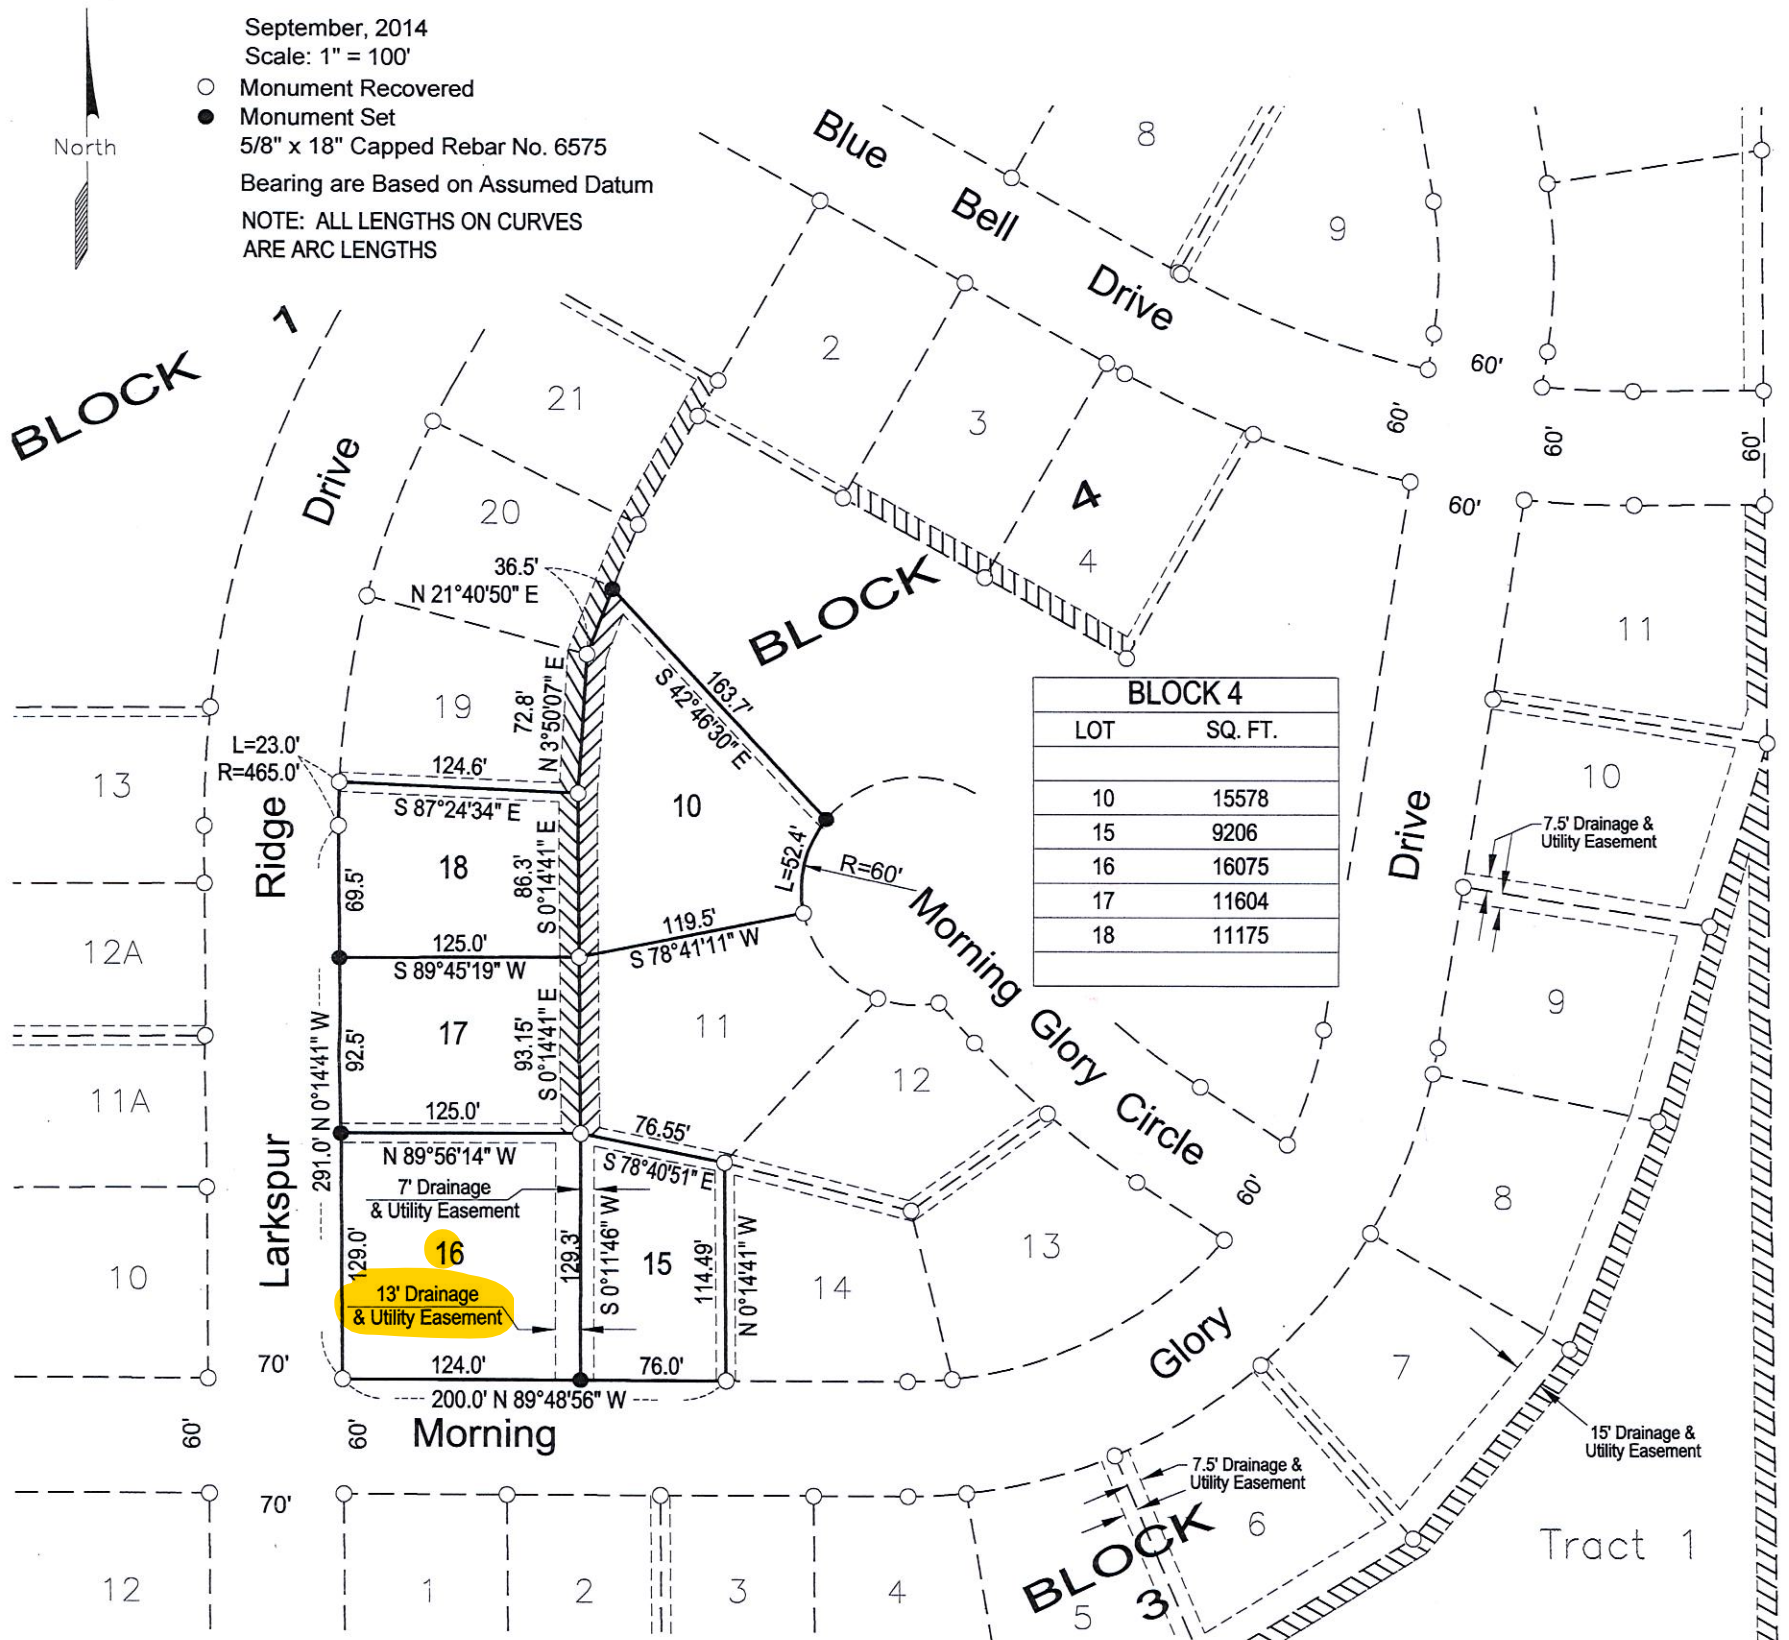 September, 2014
Scale: 1" = 100'
Monument Recovered
Monument Set
5/8" x 18" Capped Rebar No. 6575
Bearing are Based on Assumed Datum
NOTE: ALL LENGTHS ON CURVES
ARE ARC LENGTHS
North
Blue
Bell
Drive
8
9
BLOCK 1
2
3
4
21
20
19
Drive
60'
60'
60'
60'
60'
BLOCK 4
11
36.5'
N 21°40'50" E
72.8'
N 3°50'07" E
163.7'
S 42°46'30" E
BLOCK 4
LOT SQ. FT.
10 15578
15 9206
16 16075
17 11604
18 11175
L=23.0'
R=465.0'
124.6'
S 87°24'34" E
13
Ridge
10
10
7.5' Drainage &
Utility Easement
Drive
18
69.5'
86.3'
S 0°14'41" E
L=52.4'
R=60'
12A
125.0'
S 89°45'19" W
119.5'
S 78°41'11" W
Morning
Glory
Circle
9
17
92.5'
93.15'
S 0°14'41" E
11
12
11A
291.0' N 0°14'41" W
125.0'
N 89°56'14" W
76.55'
S 78°40'51" E
60'
8
Larkspur
7' Drainage
& Utility Easement
16
129.0'
129.3'
S 0°11'46" W
15
114.49'
N 0°14'41" W
13
14
10
13' Drainage
& Utility Easement
Glory
7
70'
124.0'
76.0'
200.0' N 89°48'56" W
60'
60'
Morning
15' Drainage &
Utility Easement
7.5' Drainage &
Utility Easement
70'
BLOCK
3
6
Tract 1
12
1
2
3
4
5